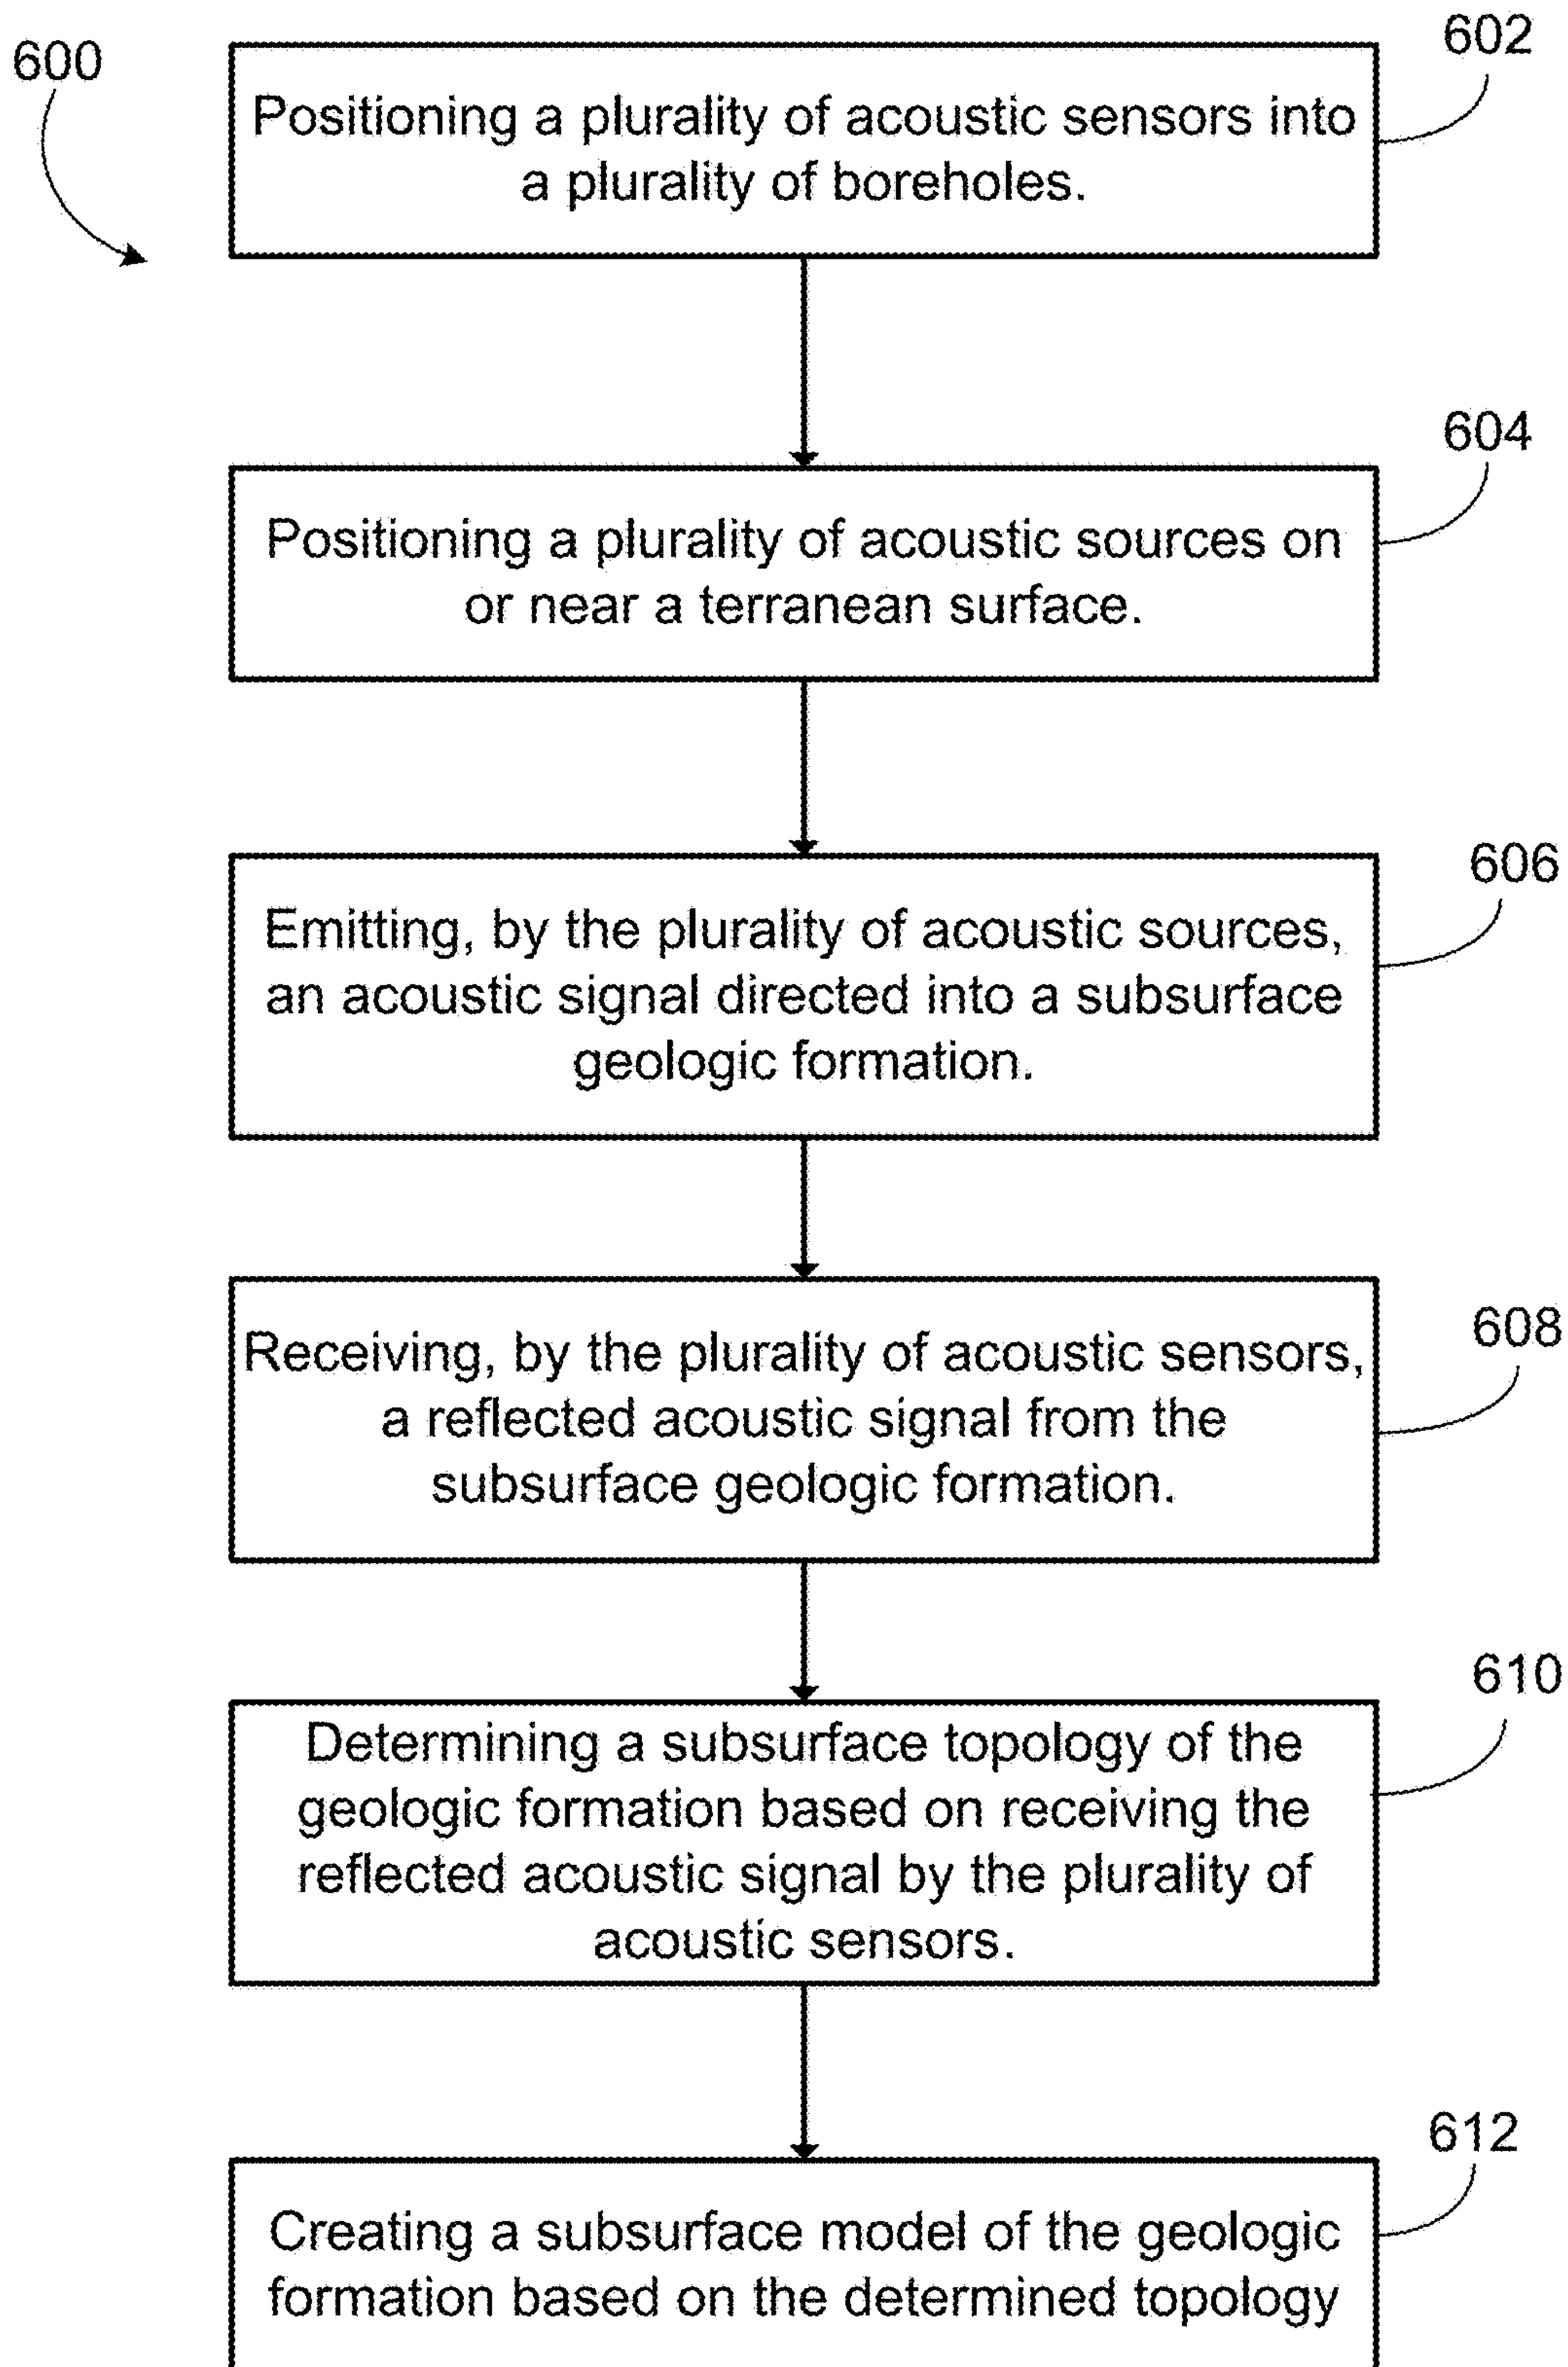 600
602
Positioning a plurality of acoustic sensors into
a plurality of boreholes.
604
Positioning a plurality of acoustic sources on
or near a terranean surface.
606
Emitting, by the plurality of acoustic sources,
an acoustic signal directed into a subsurface
geologic formation.
608
Receiving, by the plurality of acoustic sensors,
a reflected acoustic signal from the
subsurface geologic formation.
610
Determining a subsurface topology of the
geologic formation based on receiving the
reflected acoustic signal by the plurality of
acoustic sensors.
612
Creating a subsurface model of the geologic
formation based on the determined topology